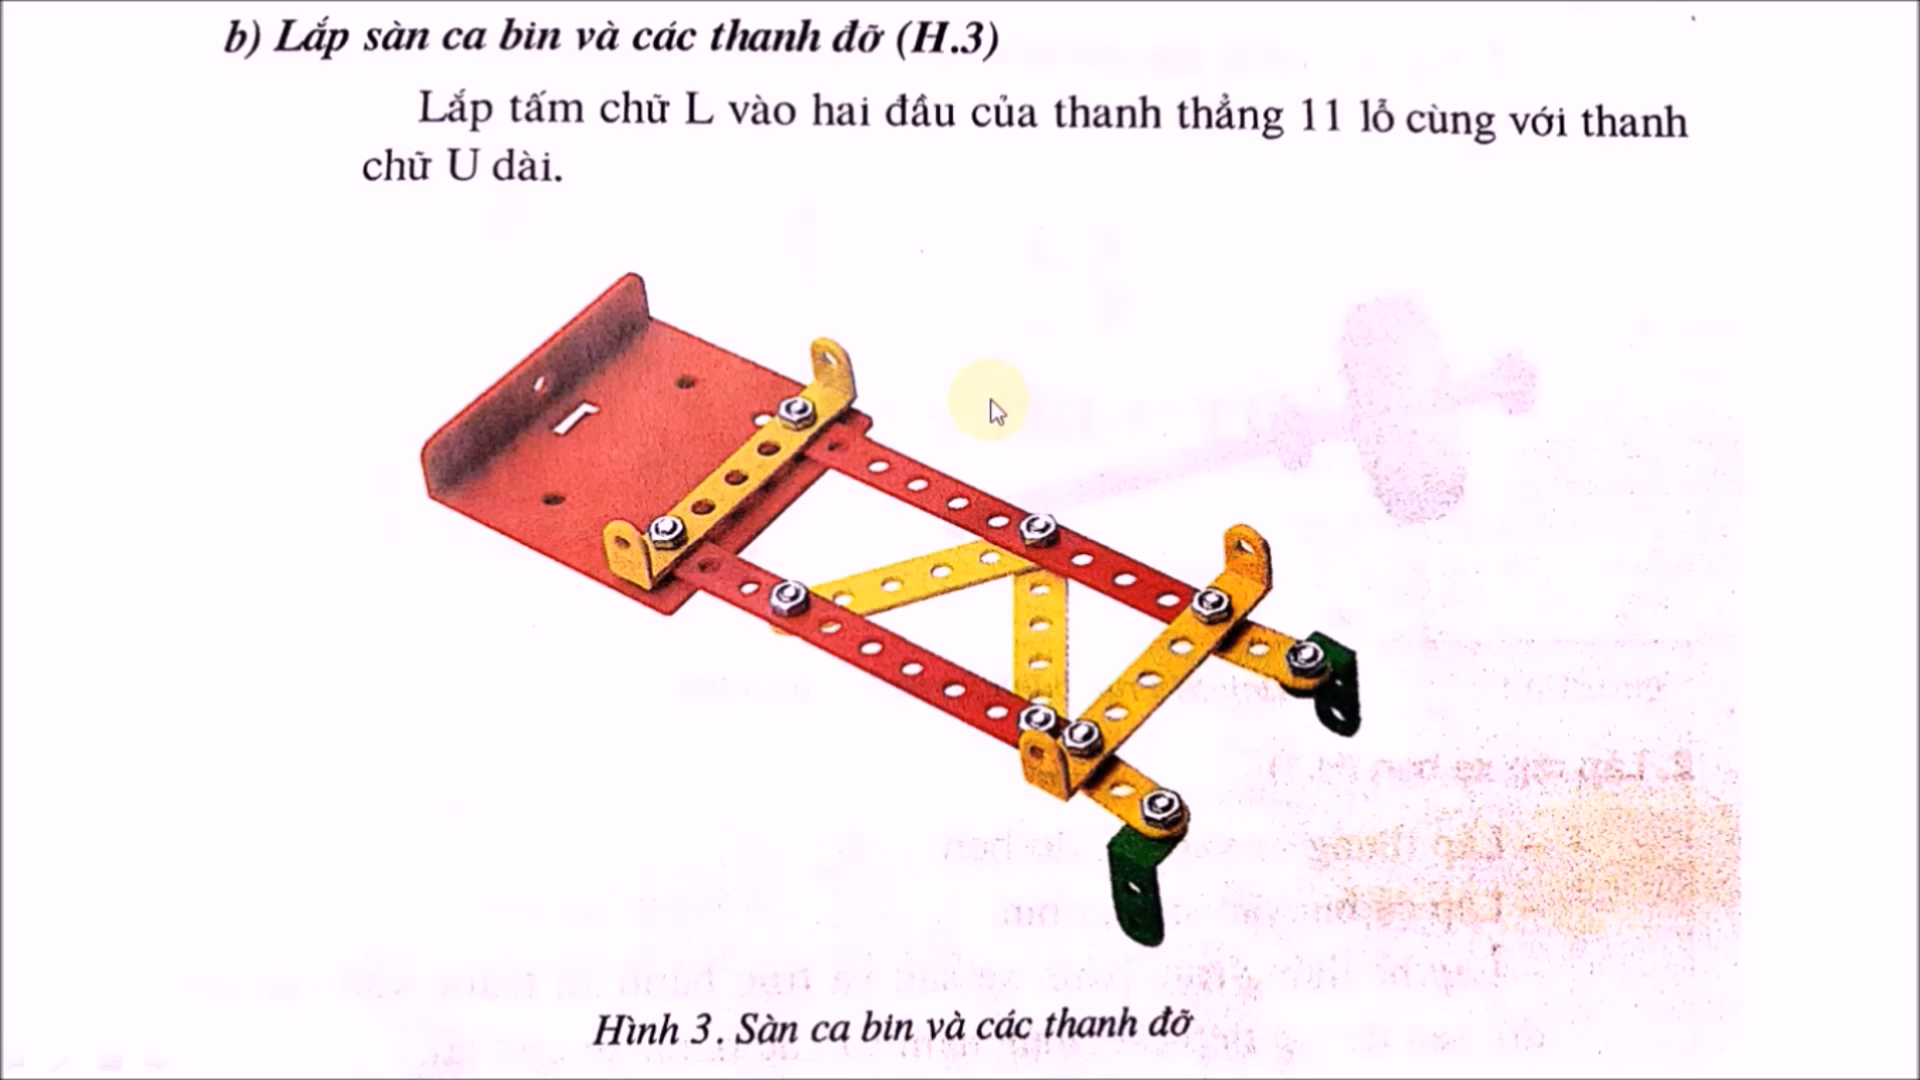 b) Lắp sàn ca bin và các thanh đỡ (H.3)
Lắp tấm chữ L vào hai đầu của thanh thẳng 11 lỗ cùng với thanh
chữ U dài.
Hình 3. Sàn ca bin và các thanh đỡ